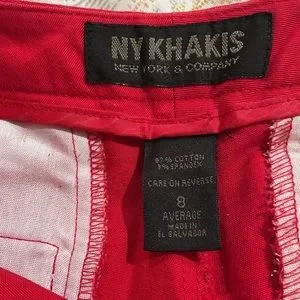 NY KHAKIS
NEW YORK & COMPANY
97% COTTON
3% SPANDEX
CARE ON REVERSE
8
AVERAGE
MADE IN
EL SALVADOR